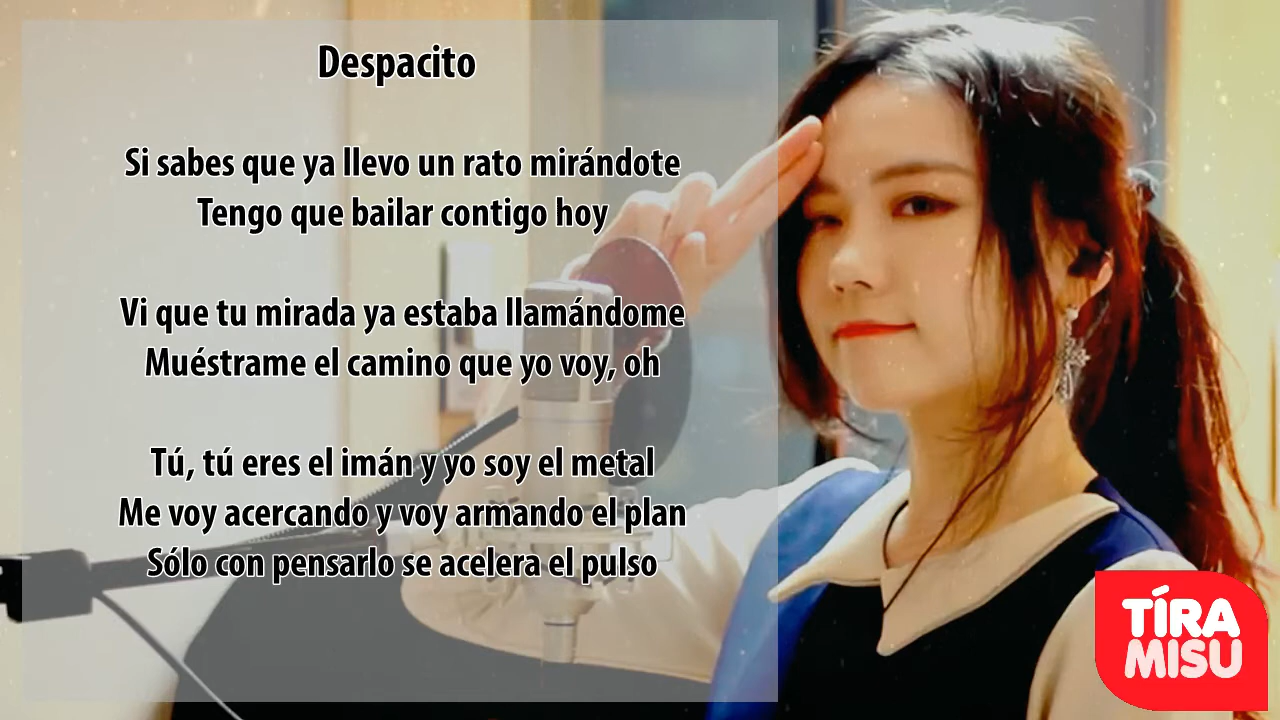 Despacito
Si sabes que ya llevo un rato mirándote
Tengo que bailar contigo hoy
Vi que tu mirada ya estaba llamándome
Muéstrame el camino que yo voy, oh
Tú, tú eres el imán y yo soy el metal
Me voy acercando y voy armando el plan
Sólo con pensarlo se acelera el pulso
TÍRA
MISU